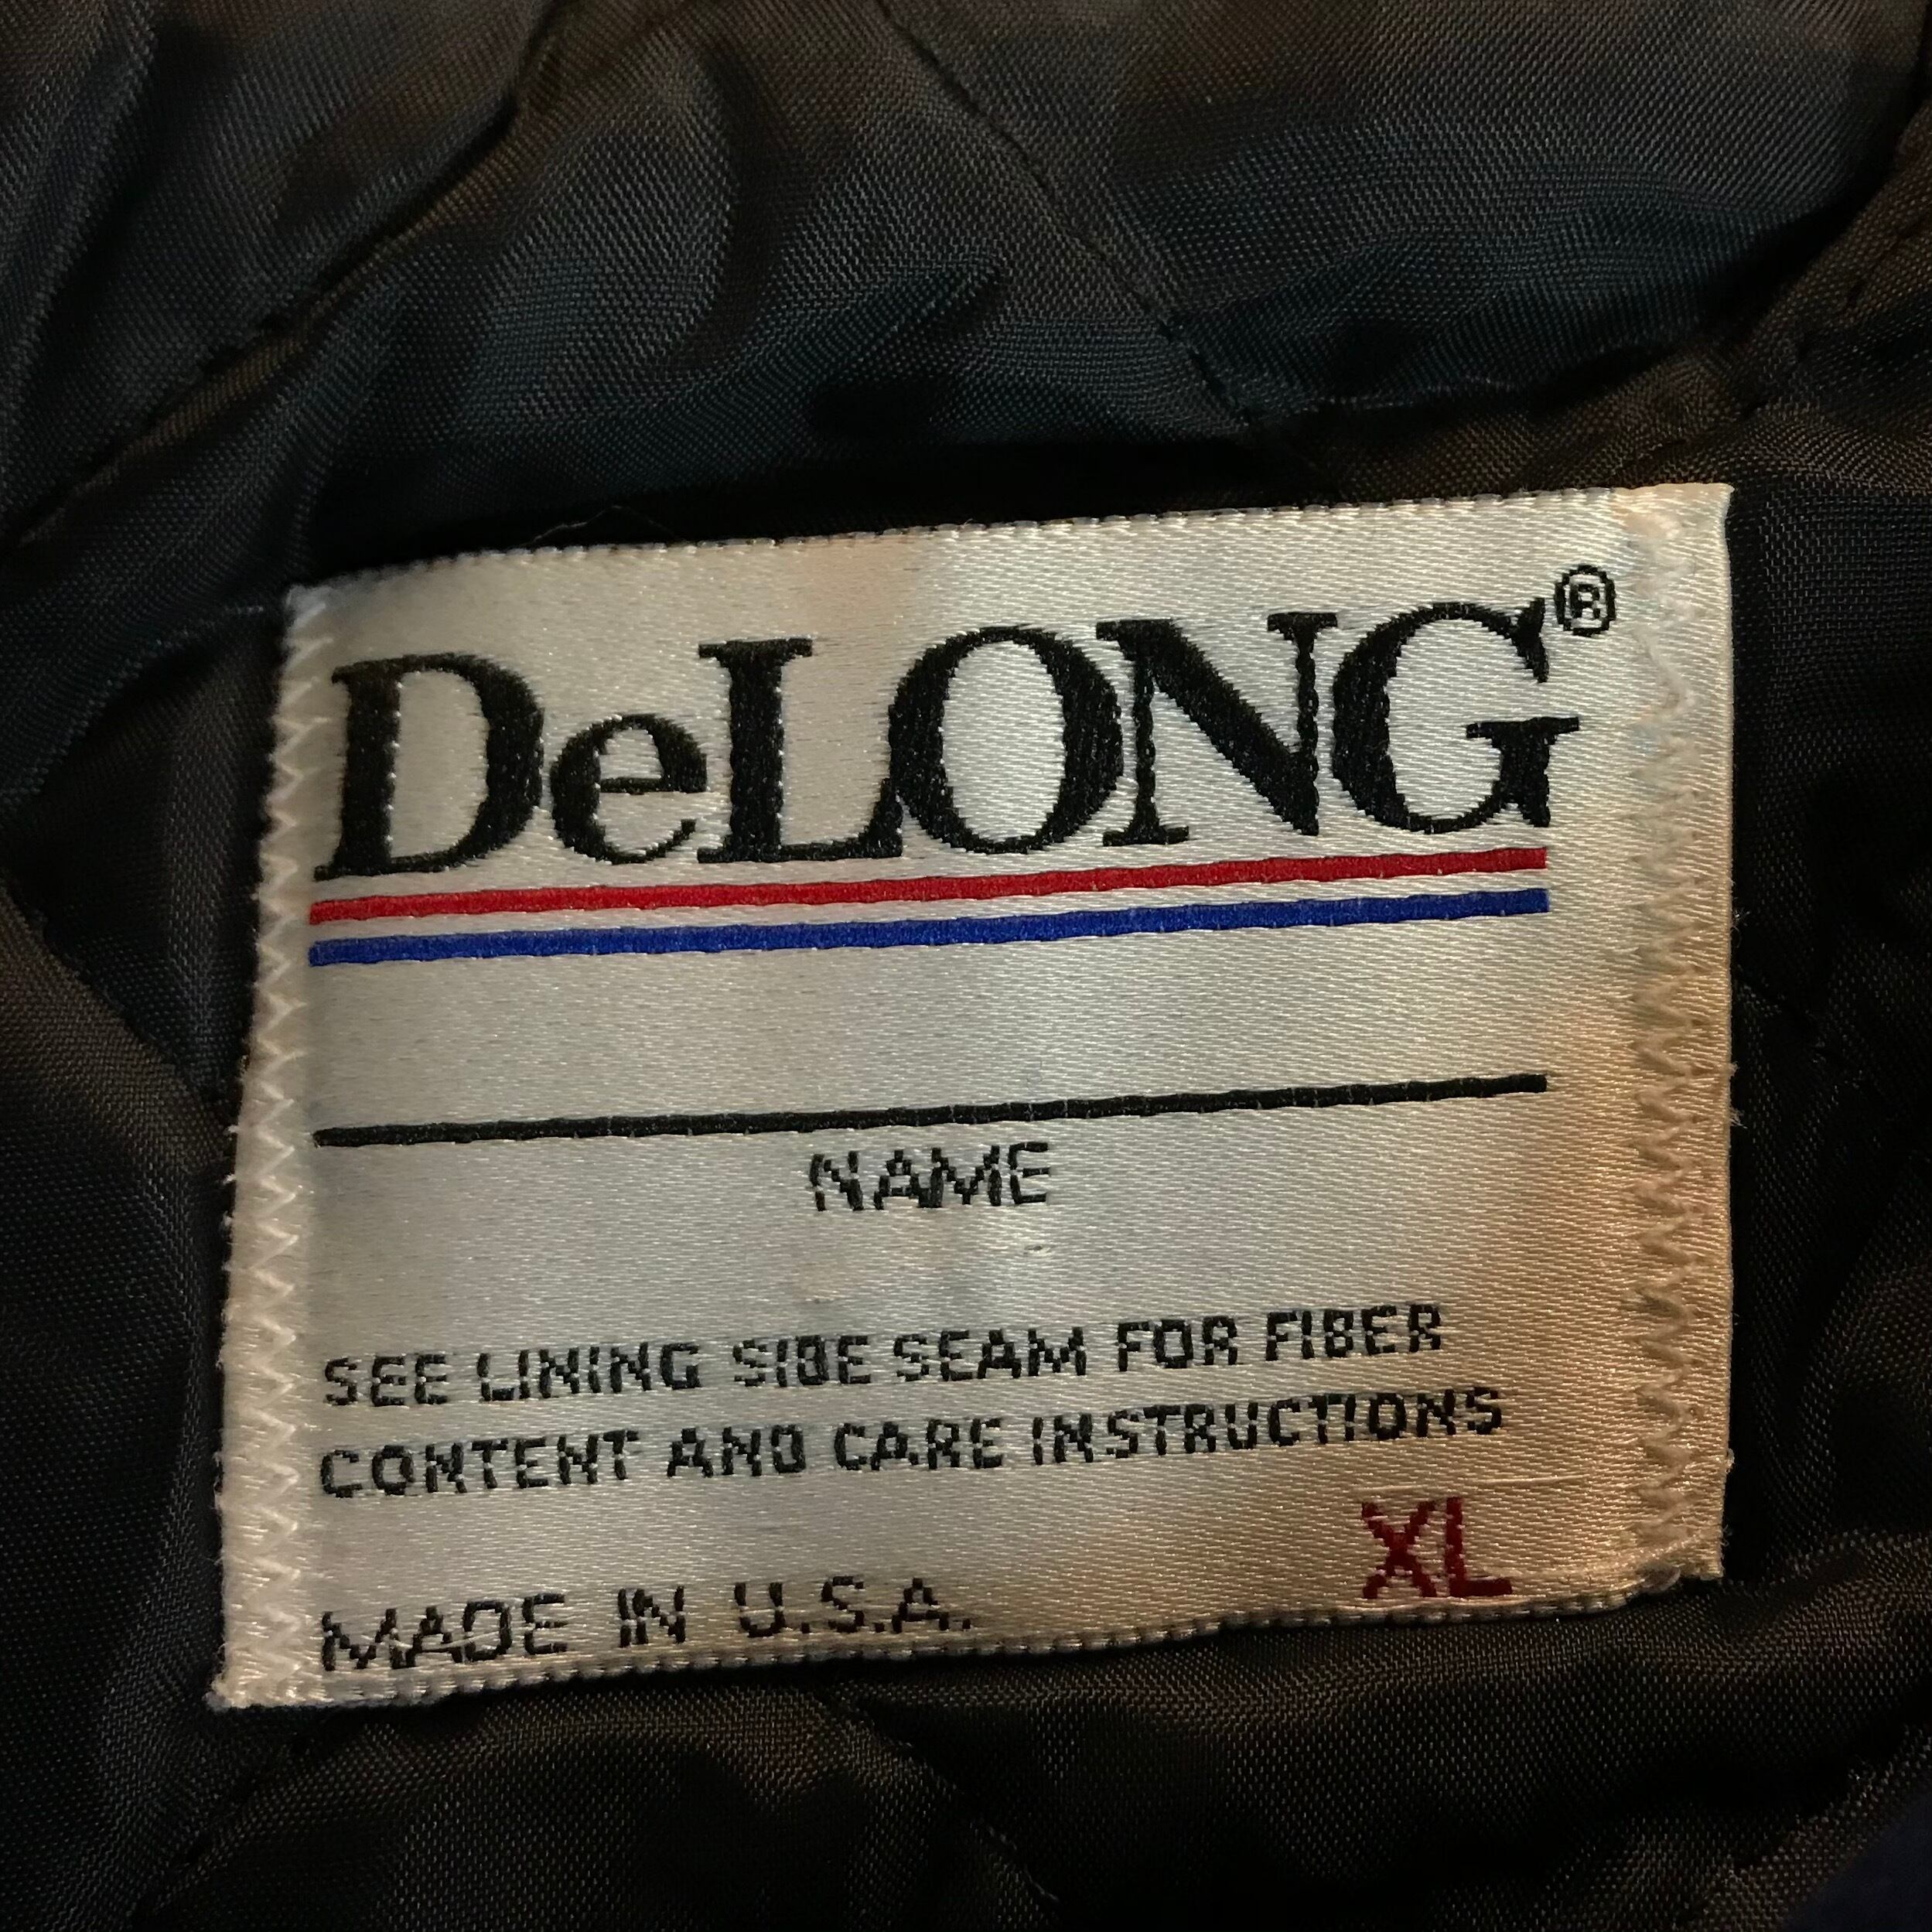 DeLONG®
NAME
SEE LINING SIDE SEAM FOR FIBER
CONTENT AND CARE INSTRUCTIONS
XL
MADE IN U.S.A.